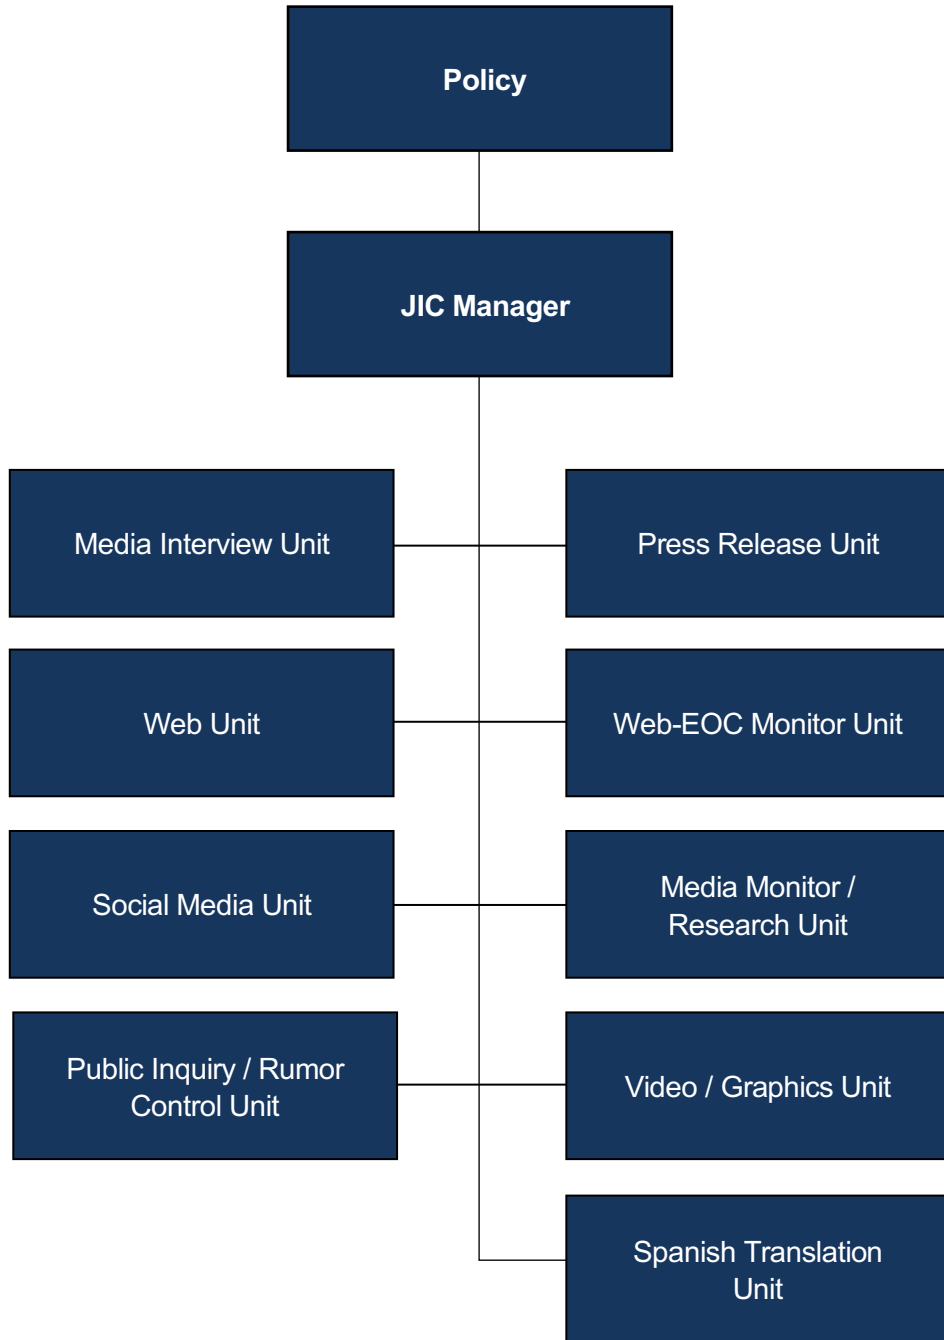 Policy
JIC Manager
Media Interview Unit
Press Release Unit
Web Unit
Web-EOC Monitor Unit
Social Media Unit
Media Monitor /
Research Unit
Public Inquiry / Rumor
Control Unit
Video / Graphics Unit
Spanish Translation
Unit